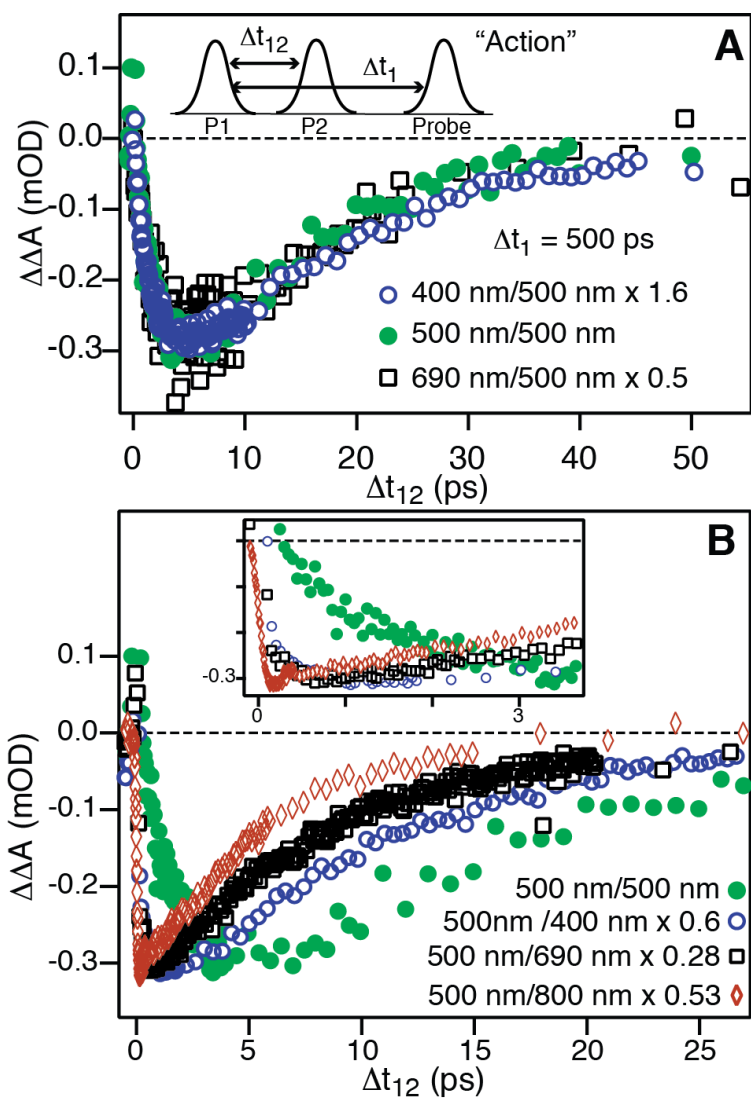 "Action"
A
Δt12
Δt1
P1 P2 Probe
0.1
0.0
-0.1
-0.2
-0.3
ΔΔA (mOD)
Δt1 = 500 ps
400 nm/500 nm x 1.6
500 nm/500 nm
690 nm/500 nm x 0.5
0 10 20 30 40 50
Δt12 (ps)
B
-0.3
0 3
0.1
0.0
-0.1
-0.2
-0.3
ΔΔA (mOD)
500 nm/500 nm
500nm /400 nm x 0.6
500 nm/690 nm x 0.28
500 nm/800 nm x 0.53
0 5 10 15 20 25
Δt12 (ps)